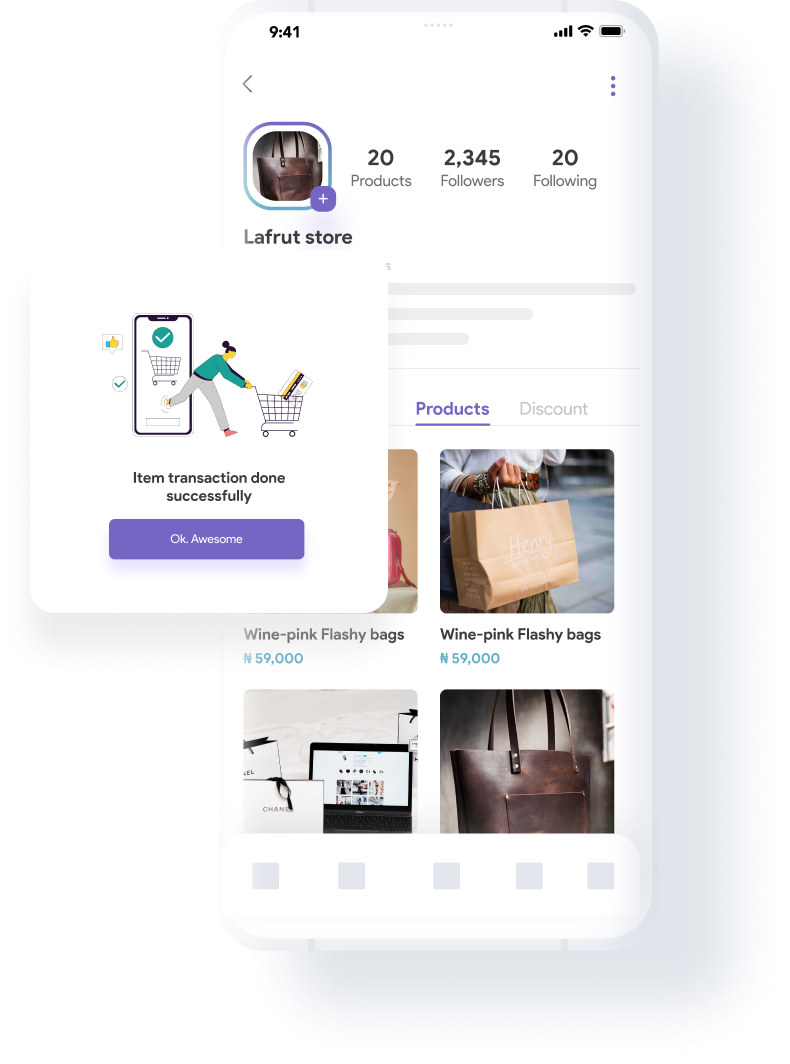 9:41
20
2,345
20
Products
Followers
Following
Lafrut store
s
Products
Discount
Item transaction done
successfully
Ok. Awesome
Henry
Wine-pink Flashy bags
Wine-pink Flashy bags
₦ 59,000
₦ 59,000
NEL
CHANEL